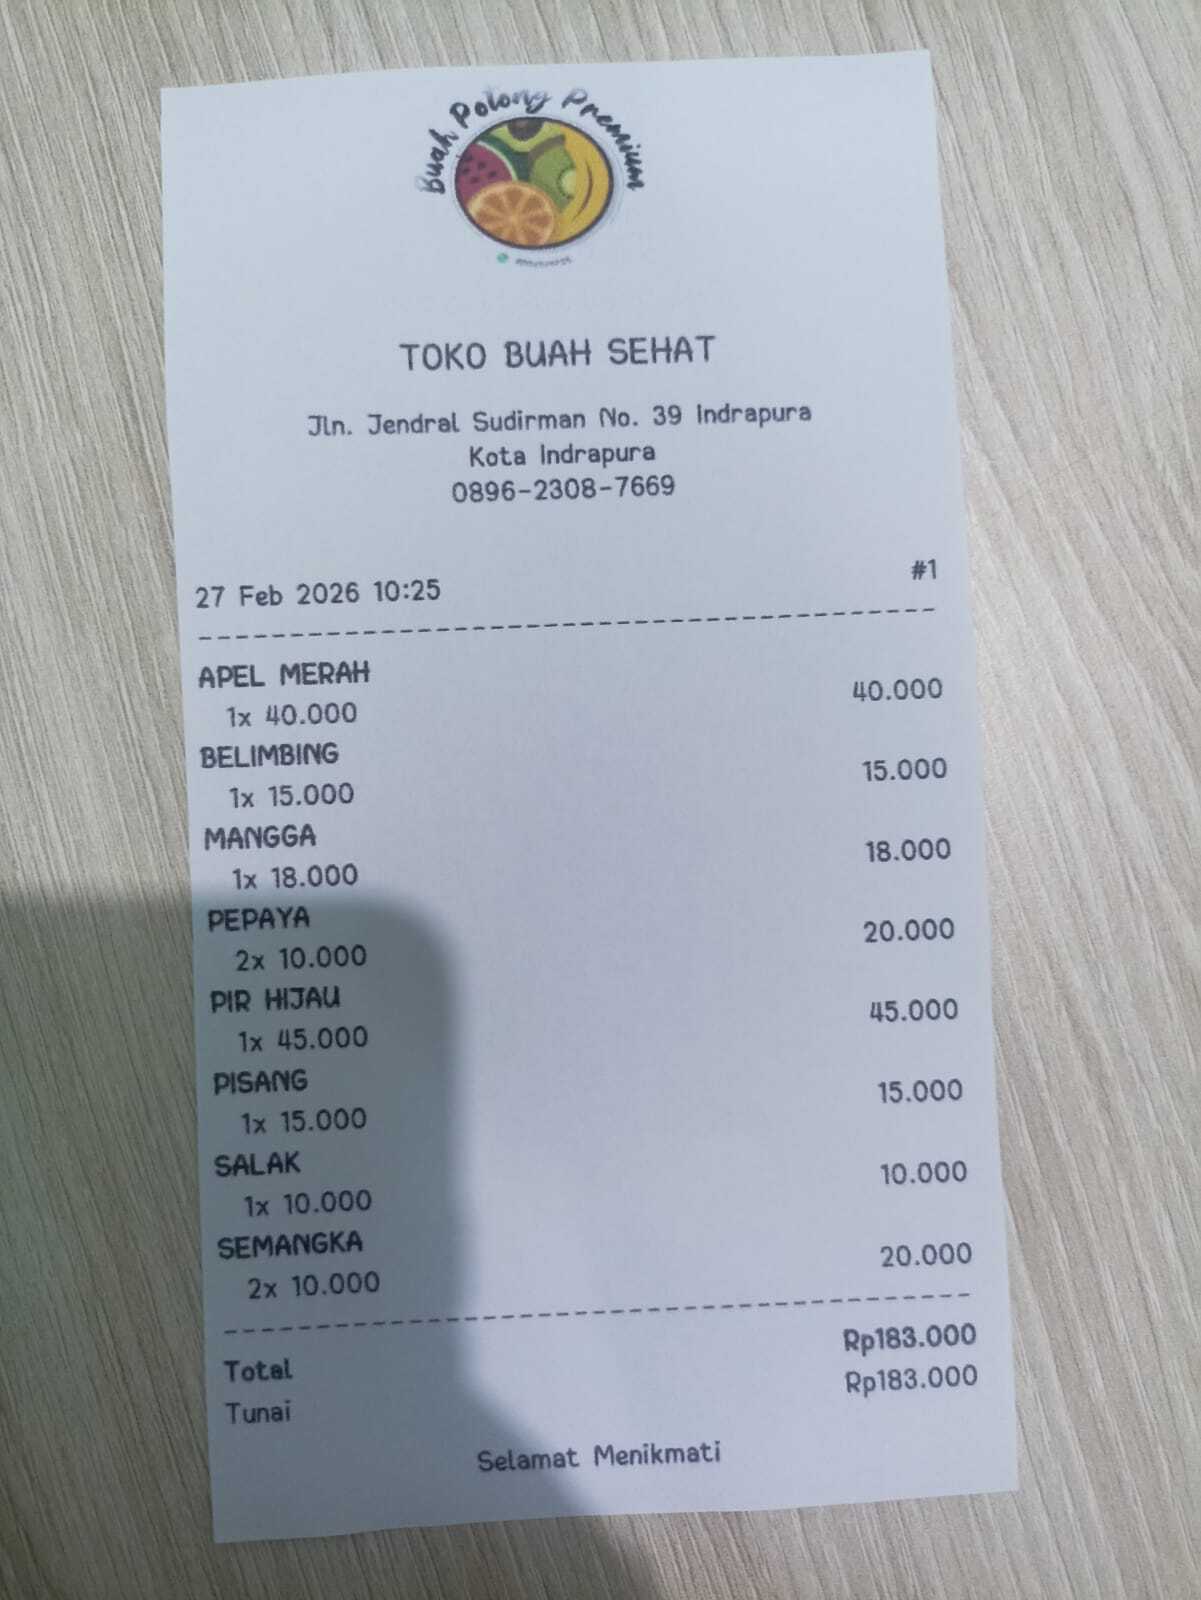 Buah Potong Premium
TOKO BUAH SEHAT
Jln. Jendral Sudirman No. 39 Indrapura
Kota Indrapura
0896-2308-7669
27 Feb 2026 10:25 #1
APEL MERAH
1x 40.000 40.000
BELIMBING
1x 15.000 15.000
MANGGA
1x 18.000 18.000
PEPAYA
2x 10.000 20.000
PIR HIJAU
1x 45.000 45.000
PISANG
1x 15.000 15.000
SALAK
1x 10.000 10.000
SEMANGKA
2x 10.000 20.000
Total Rp183.000
Tunai Rp183.000
Selamat Menikmati